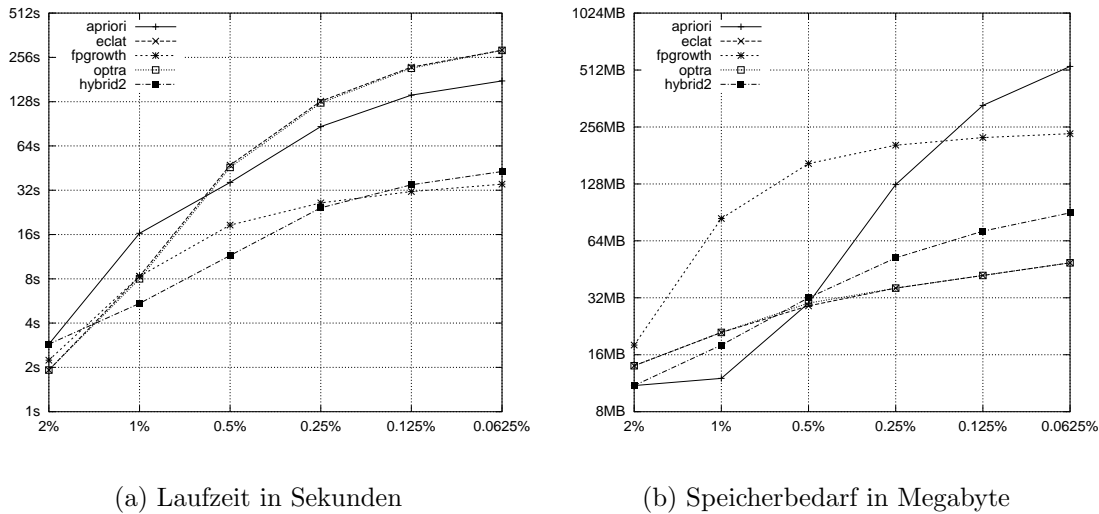 512s
256s
128s
64s
32s
16s
8s
4s
2s
1s
2% 1% 0.5% 0.25% 0.125% 0.0625%
apriori
eclat
fpgrowth
optra
hybrid2
(a) Laufzeit in Sekunden
1024MB
512MB
256MB
128MB
64MB
32MB
16MB
8MB
2% 1% 0.5% 0.25% 0.125% 0.0625%
apriori
eclat
fpgrowth
optra
hybrid2
(b) Speicherbedarf in Megabyte